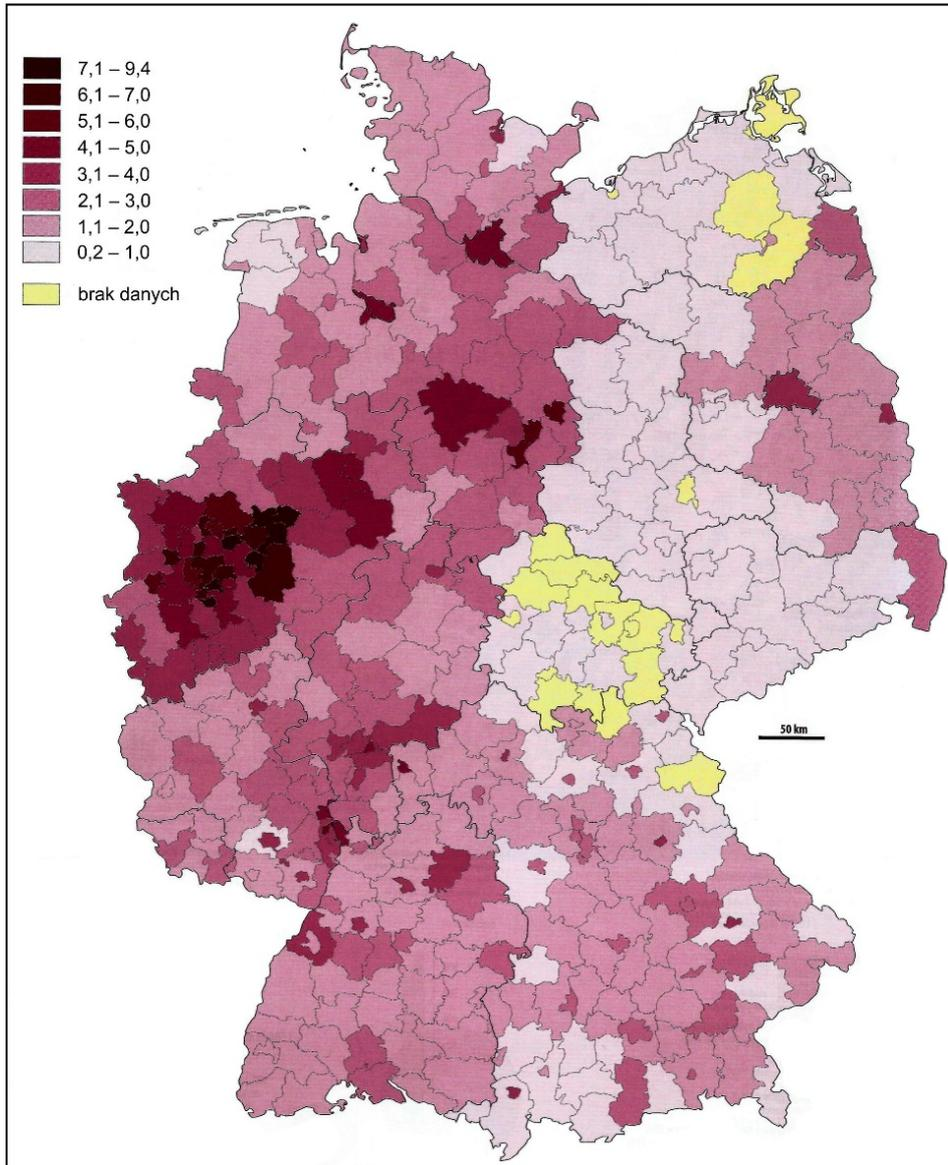 7,1 – 9,4
6,1 – 7,0
5,1 – 6,0
4,1 – 5,0
3,1 – 4,0
2,1 – 3,0
1,1 – 2,0
0,2 – 1,0
brak danych
50 km